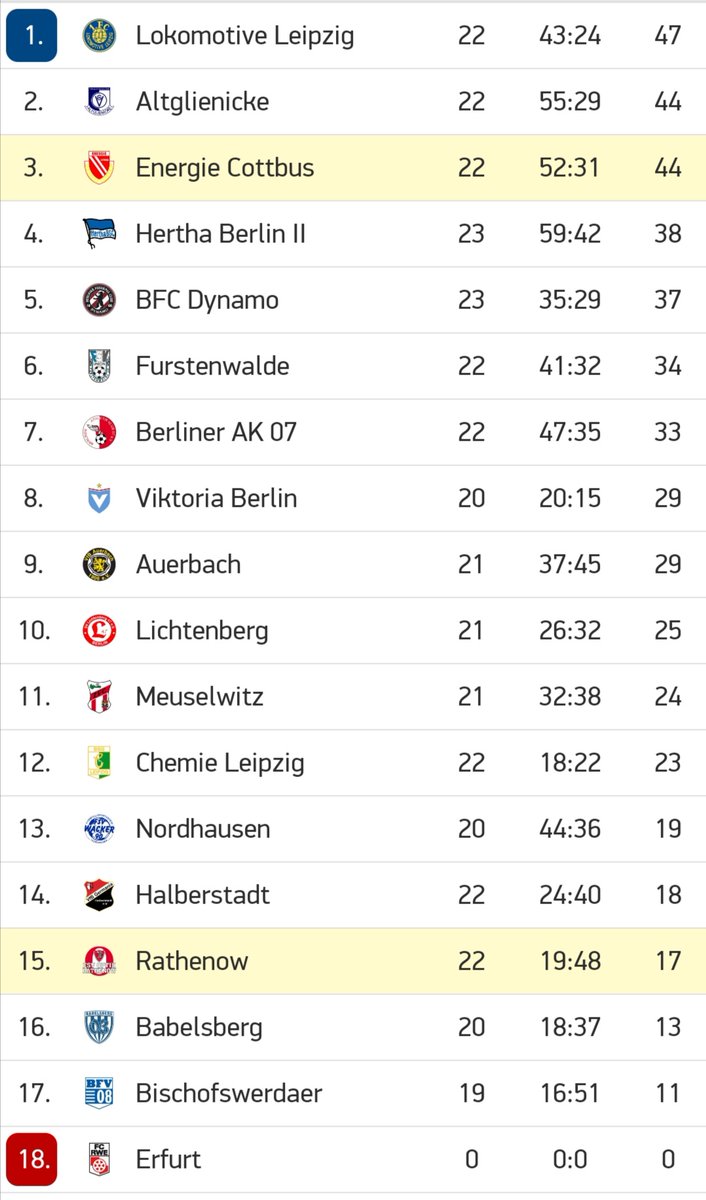 1. Lokomotive Leipzig 22 43:24 47
2. Altglienicke 22 55:29 44
3. Energie Cottbus 22 52:31 44
4. Hertha Berlin II 23 59:42 38
5. BFC Dynamo 23 35:29 37
6. Furstenwalde 22 41:32 34
7. Berliner AK 07 22 47:35 33
8. Viktoria Berlin 20 20:15 29
9. Auerbach 21 37:45 29
10. Lichtenberg 21 26:32 25
11. Meuselwitz 21 32:38 24
12. Chemie Leipzig 22 18:22 23
13. WACKER Nordhausen 20 44:36 19
14. Halberstadt 22 24:40 18
15. Rathenow 22 19:48 17
16. Babelsberg 20 18:37 13
17. BFV 08 Bischofswerdaer 19 16:51 11
18. FC RWE Erfurt 0 0:0 0